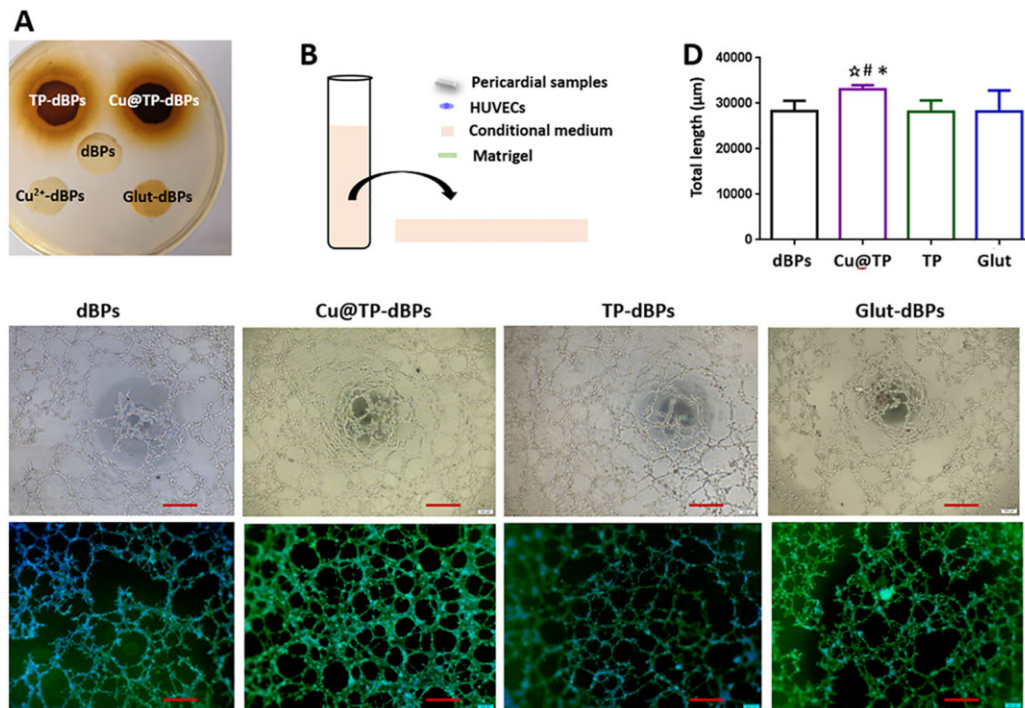 A
TP-dBPs
Cu@TP-dBPs
dBPs
Cu²⁺-dBPs
Glut-dBPs
B
Pericardial samples
HUVECs
Conditional medium
Matrigel
D
Total length (µm)
40000
30000
20000
10000
0
☆ # *
dBPs
Cu@TP
TP
Glut
dBPs
Cu@TP-dBPs
TP-dBPs
Glut-dBPs